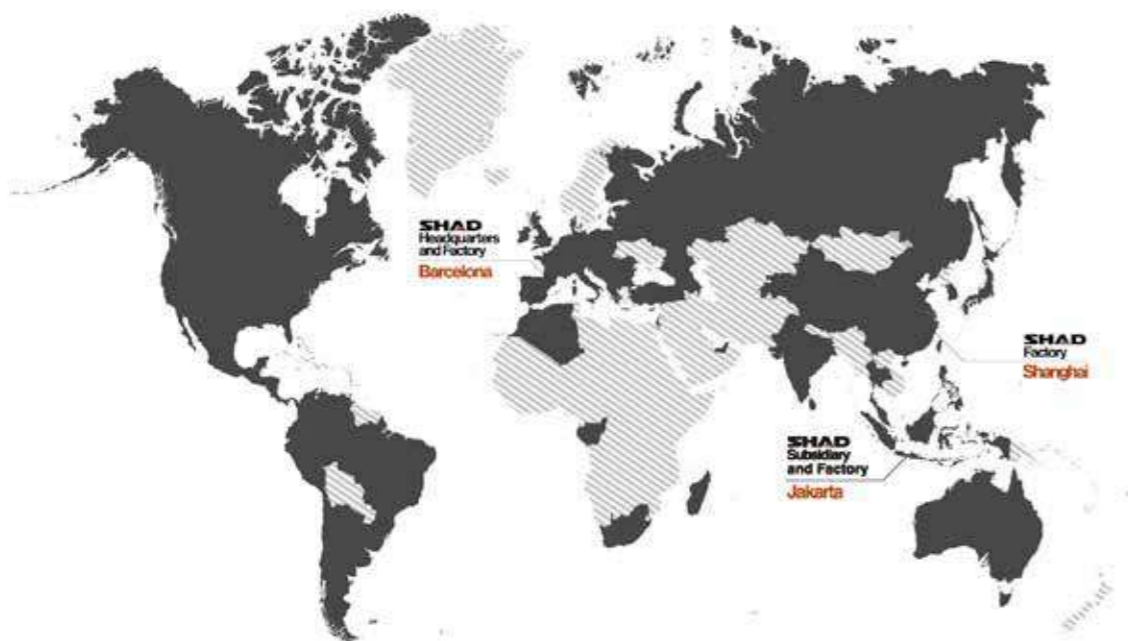 SHAD
Headquarters
and Factory
Barcelona
SHAD
Factory
Shanghai
SHAD
Subsidiary
and Factory
Jakarta